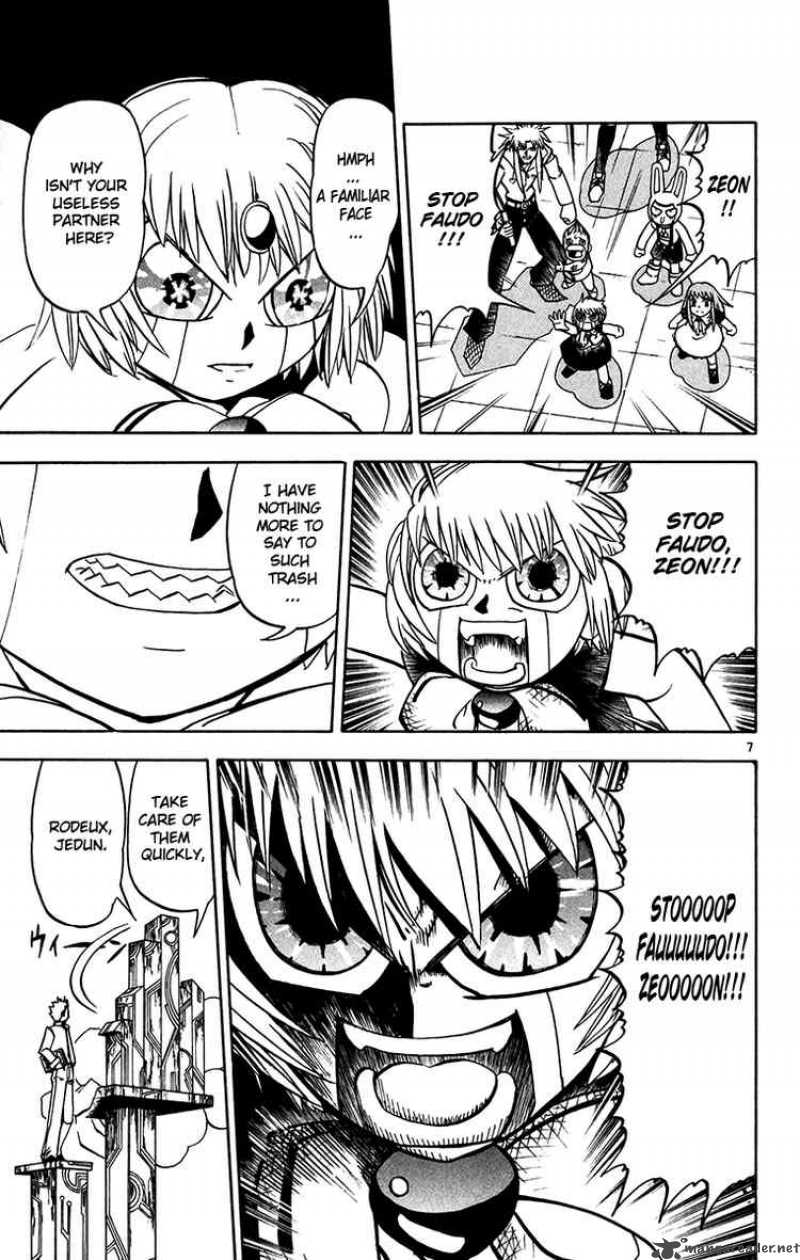 ZEON
!!
STOP
FAUDO
!!!
HMPH
...
A FAMILIAR
FACE
...
WHY
ISN'T YOUR
USELESS
PARTNER
HERE?
STOP
FAUDO,
ZEON!!!
I HAVE
NOTHING
MORE TO
SAY TO
SUCH
TRASH
...
7
STOOOOOP
FAUUUUUDO!!!
ZEOOOOON!!!
TAKE
CARE OF
THEM
QUICKLY,
RODEUX,
JEDUN.
ウィー
mangareader.net